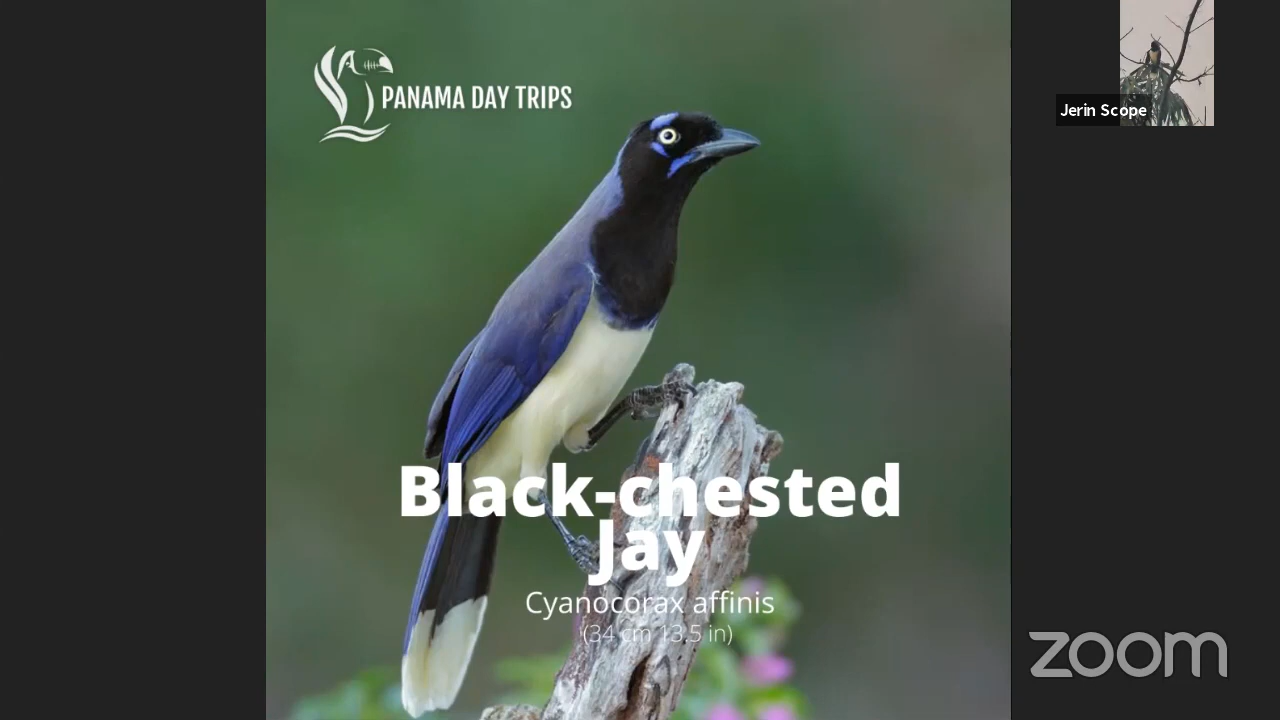 PANAMA DAY TRIPS
Jerin Scope
Black-chested
Jay
Cyanocorax affinis
(34 cm 13.5 in)
zoom